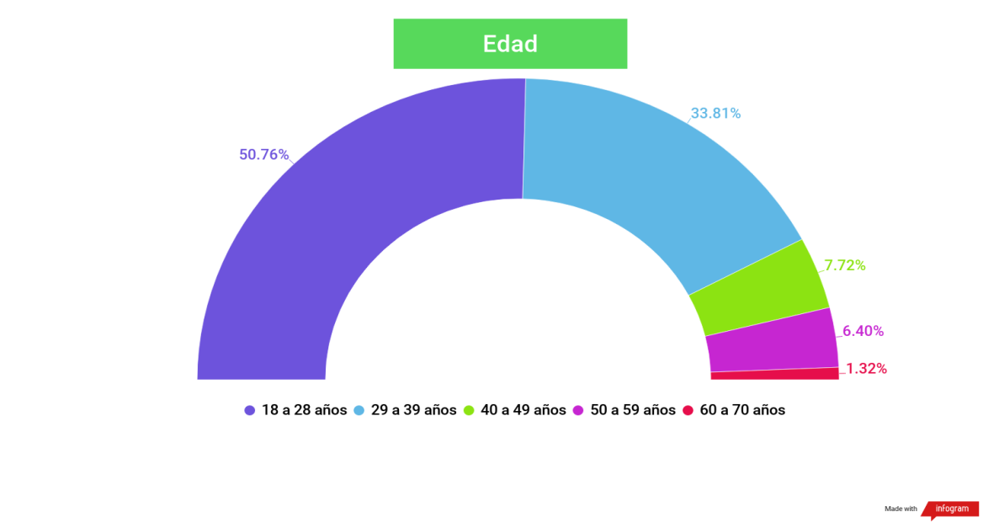 Edad
33.81%
50.76%
7.72%
6.40%
1.32%
18 a 28 años 29 a 39 años 40 a 49 años 50 a 59 años 60 a 70 años
Made with infogram